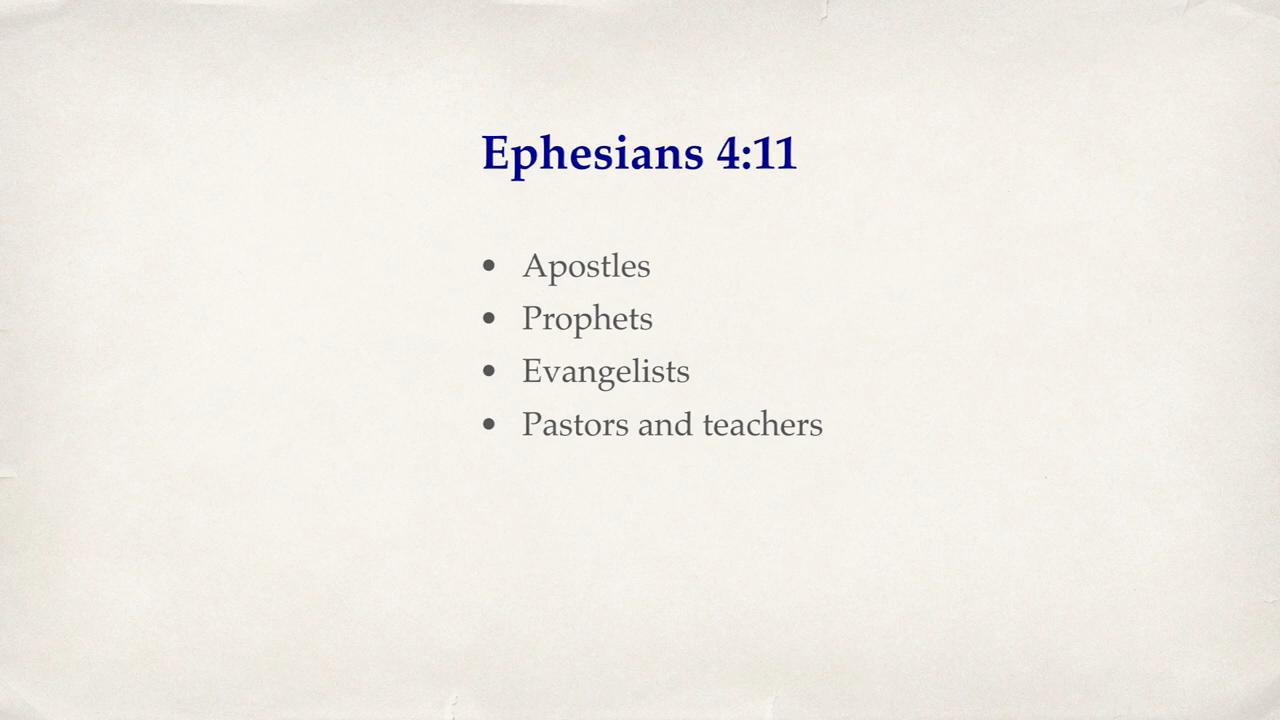 Ephesians 4:11
• Apostles
• Prophets
• Evangelists
• Pastors and teachers